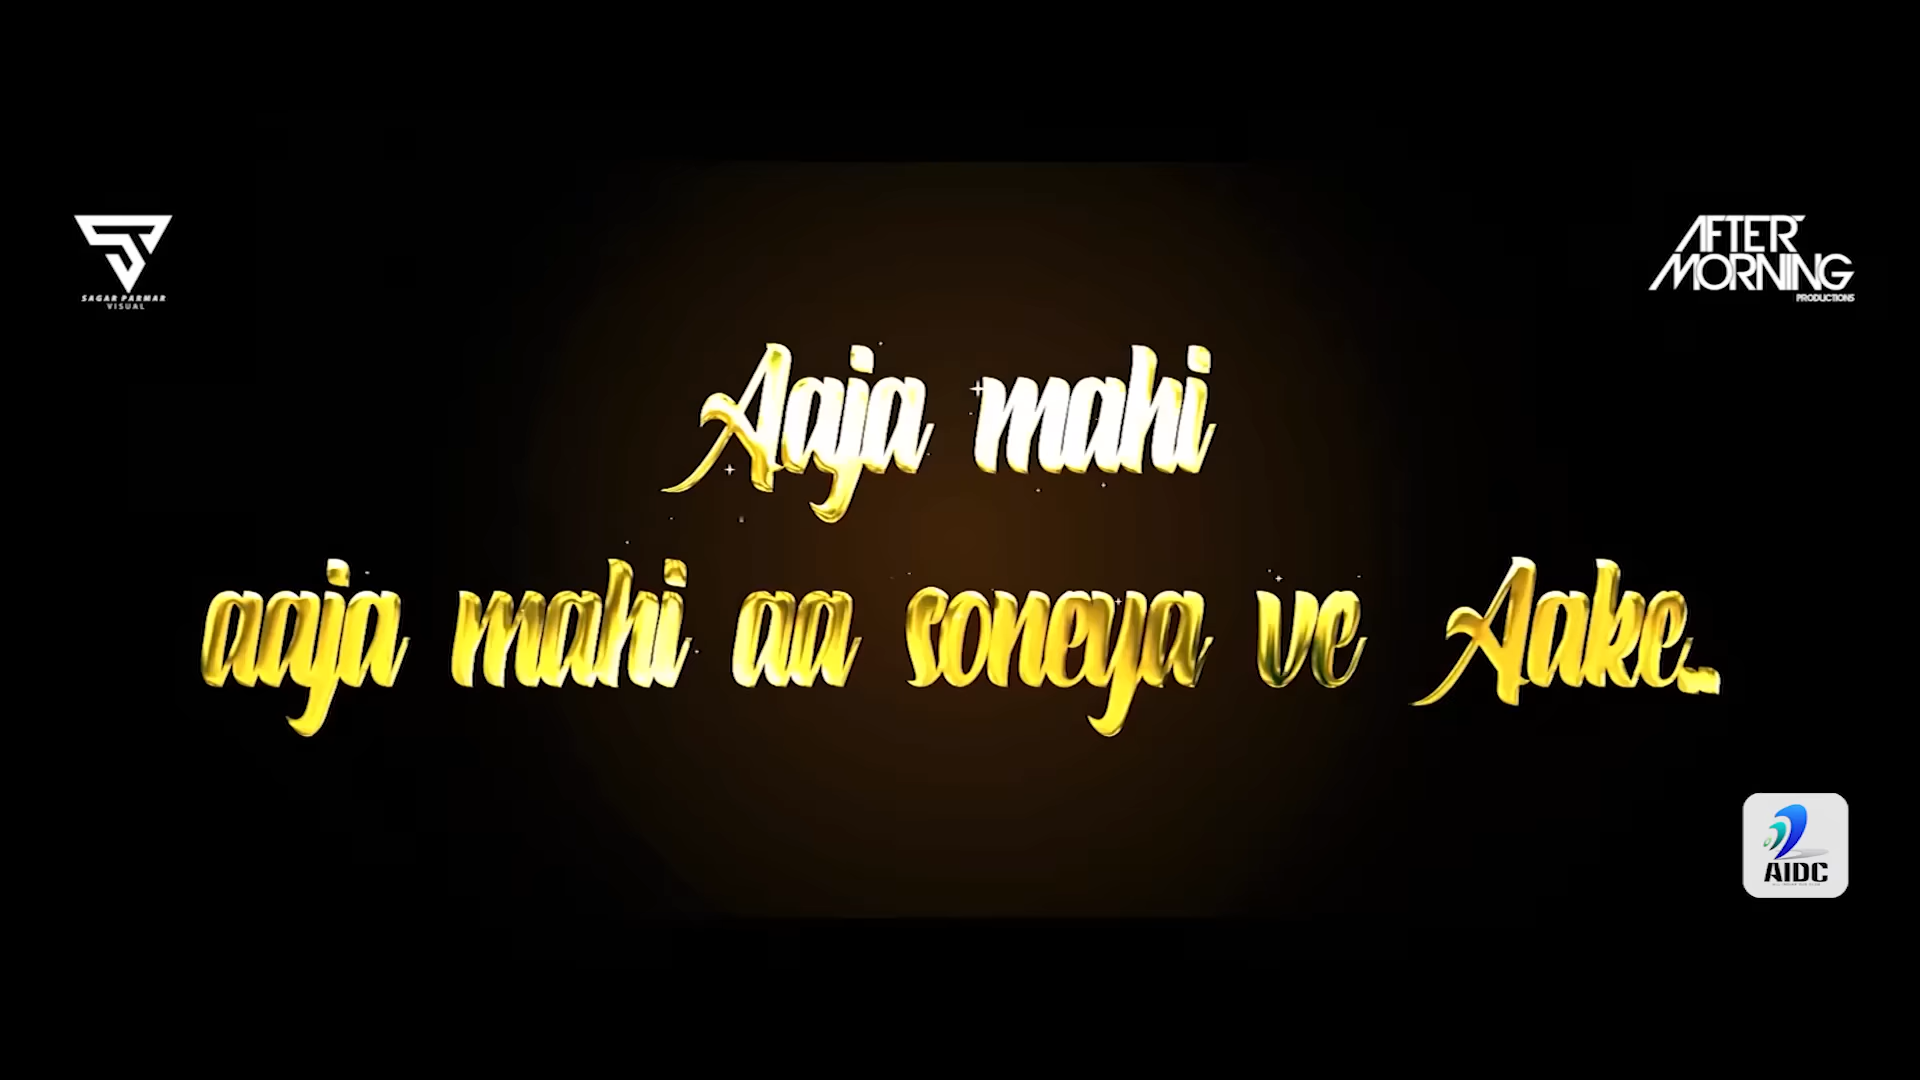 SAGAR PARMAR
VISUAL
AFTER
MORNING
PRODUCTIONS
Aaja mahi
aaja mahi aa soneya ve Aake..
AIDC